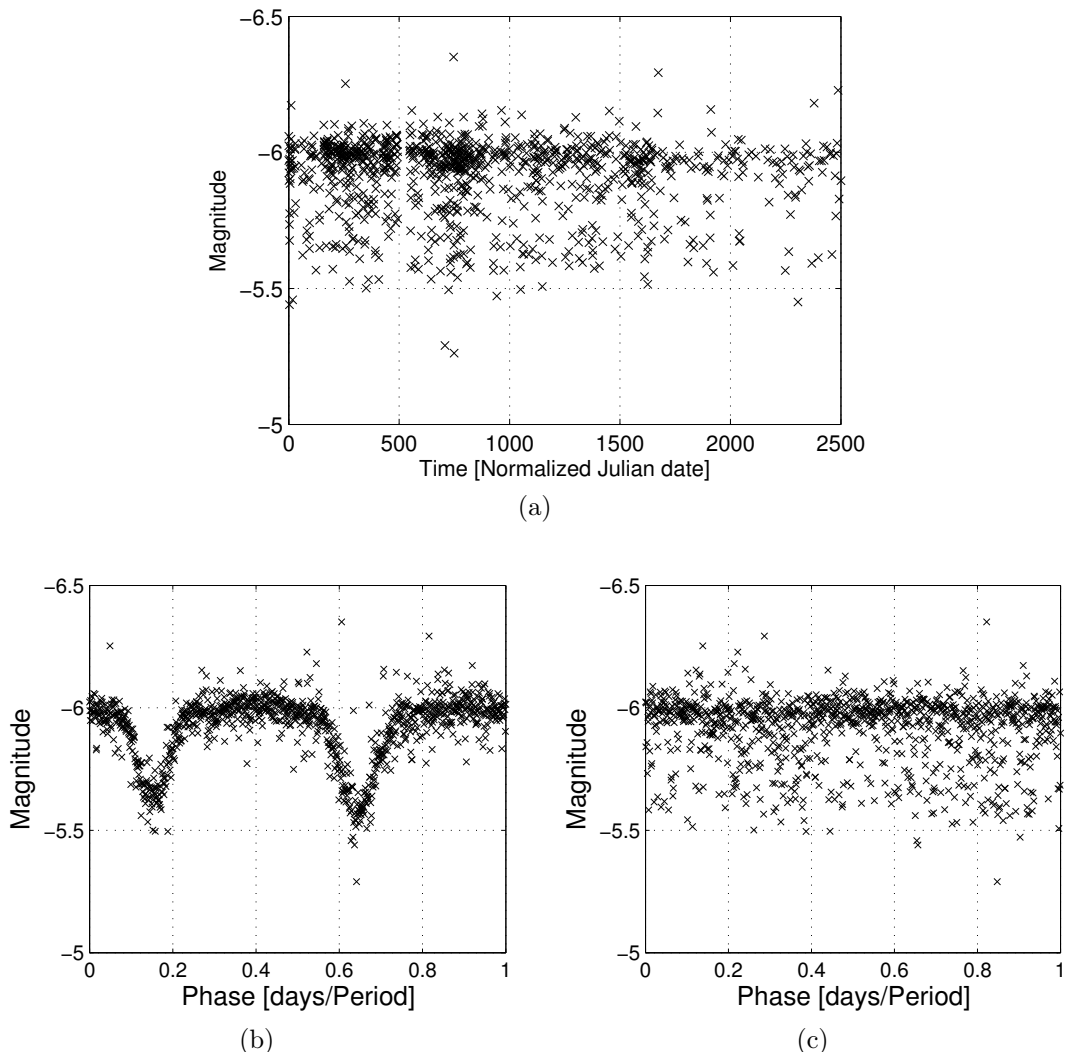 −6.5
−6
−5.5
−5
Magnitude
0 500 1000 1500 2000 2500
Time [Normalized Julian date]
(a)
−6.5
−6
−5.5
−5
Magnitude
0 0.2 0.4 0.6 0.8 1
Phase [days/Period]
(b)
−6.5
−6
−5.5
−5
Magnitude
0 0.2 0.4 0.6 0.8 1
Phase [days/Period]
(c)